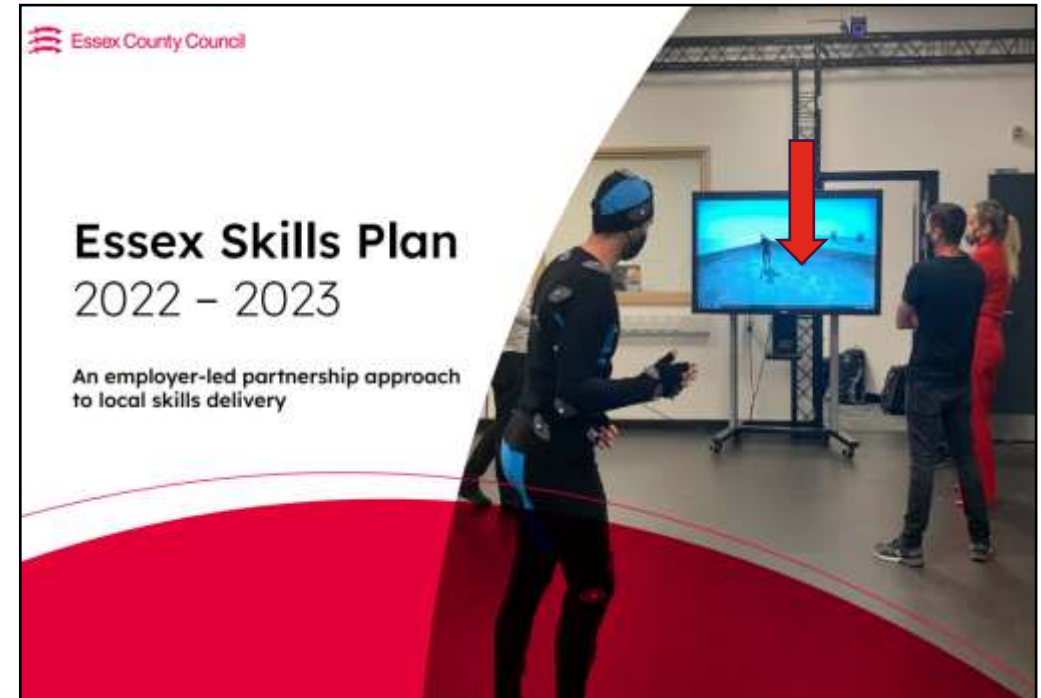 Essex County Council
Essex Skills Plan
2022 – 2023
An employer-led partnership approach
to local skills delivery